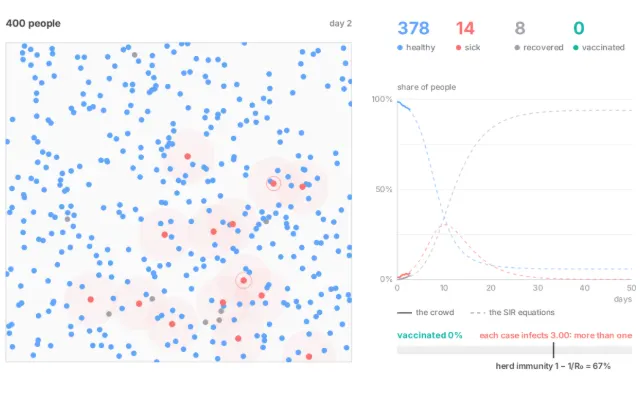 400 people
day 2
378
14
8
0
healthy
sick
recovered
vaccinated
share of people
100%
50%
0%
0
10
20
30
40
50
days
the crowd
the SIR equations
vaccinated 0%
each case infects 3.00: more than one
herd immunity 1 − 1/R₀ = 67%